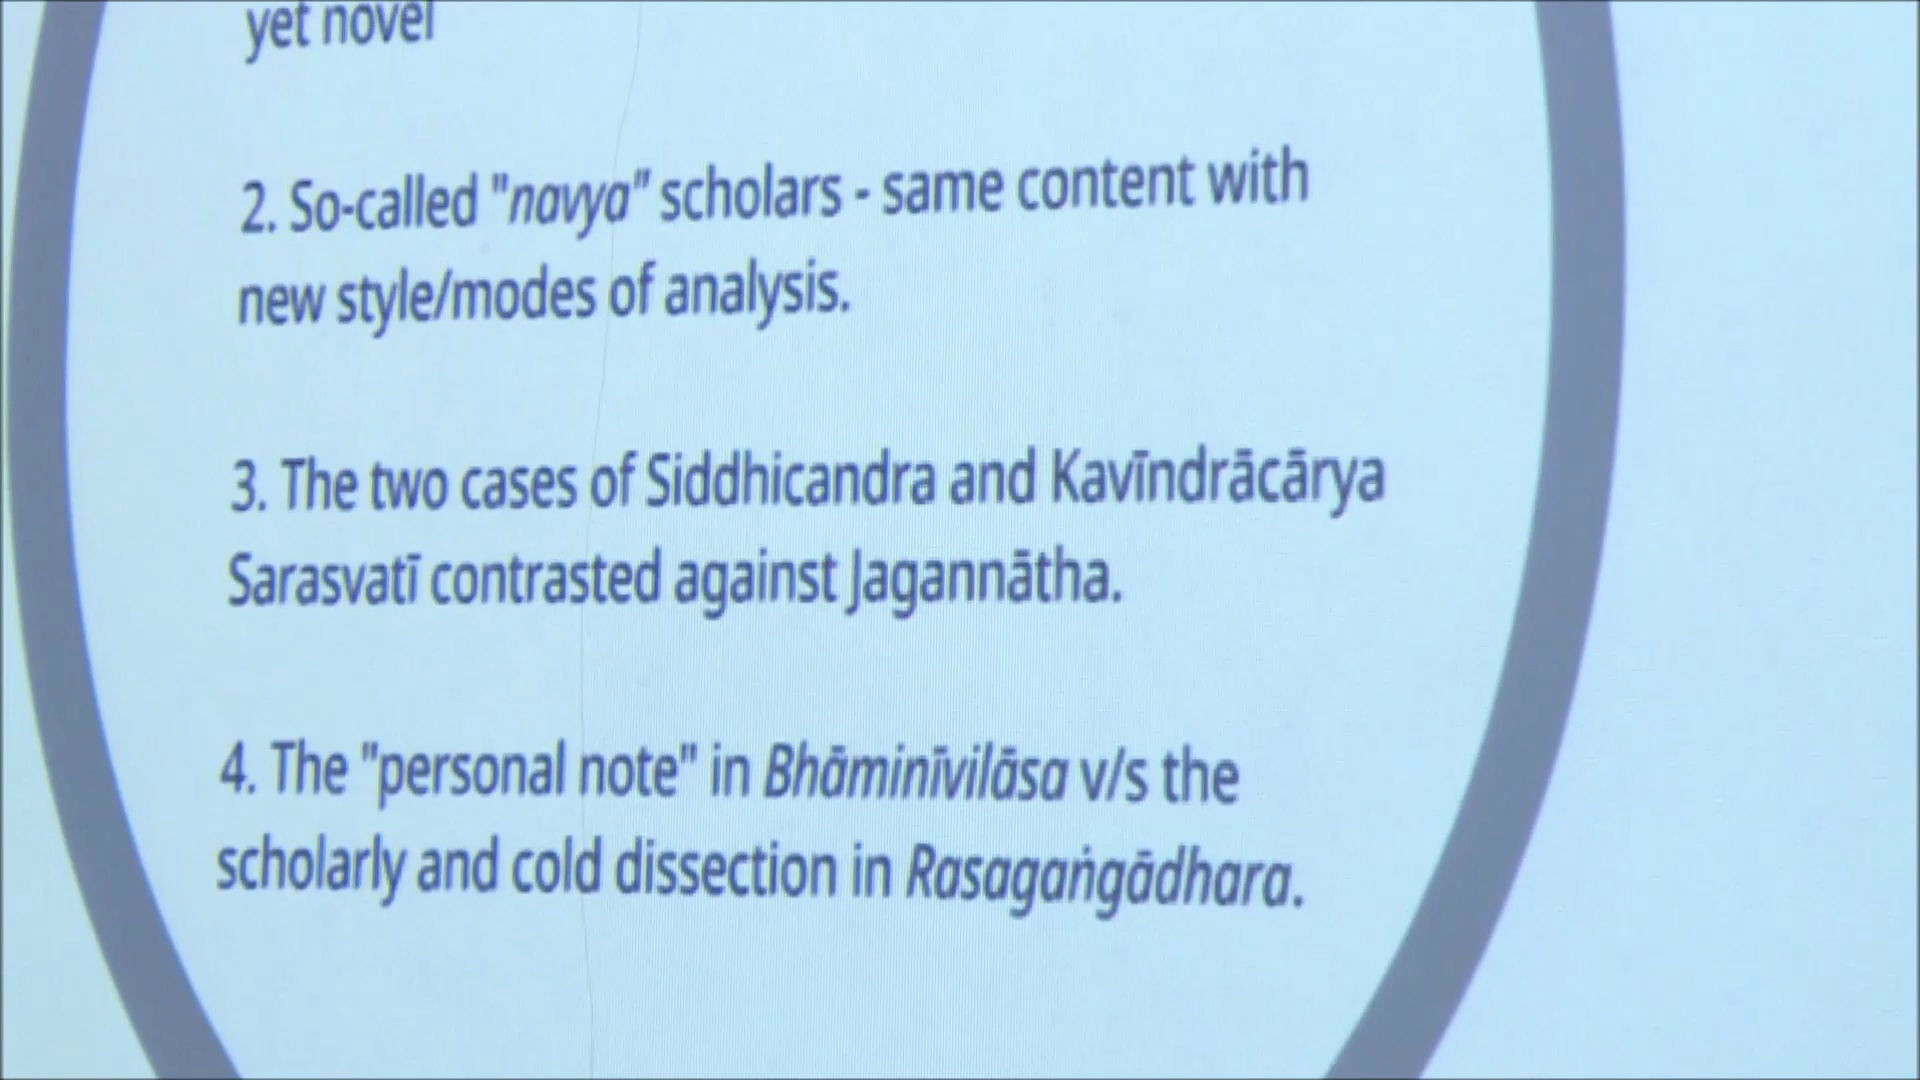 yet novel
2. So-called "navya" scholars - same content with
new style/modes of analysis.
3. The two cases of Siddhicandra and Kavīndrācārya
Sarasvatī contrasted against Jagannātha.
4. The "personal note" in Bhāminīvilāsa v/s the
scholarly and cold dissection in Rasagaṅgādhara.